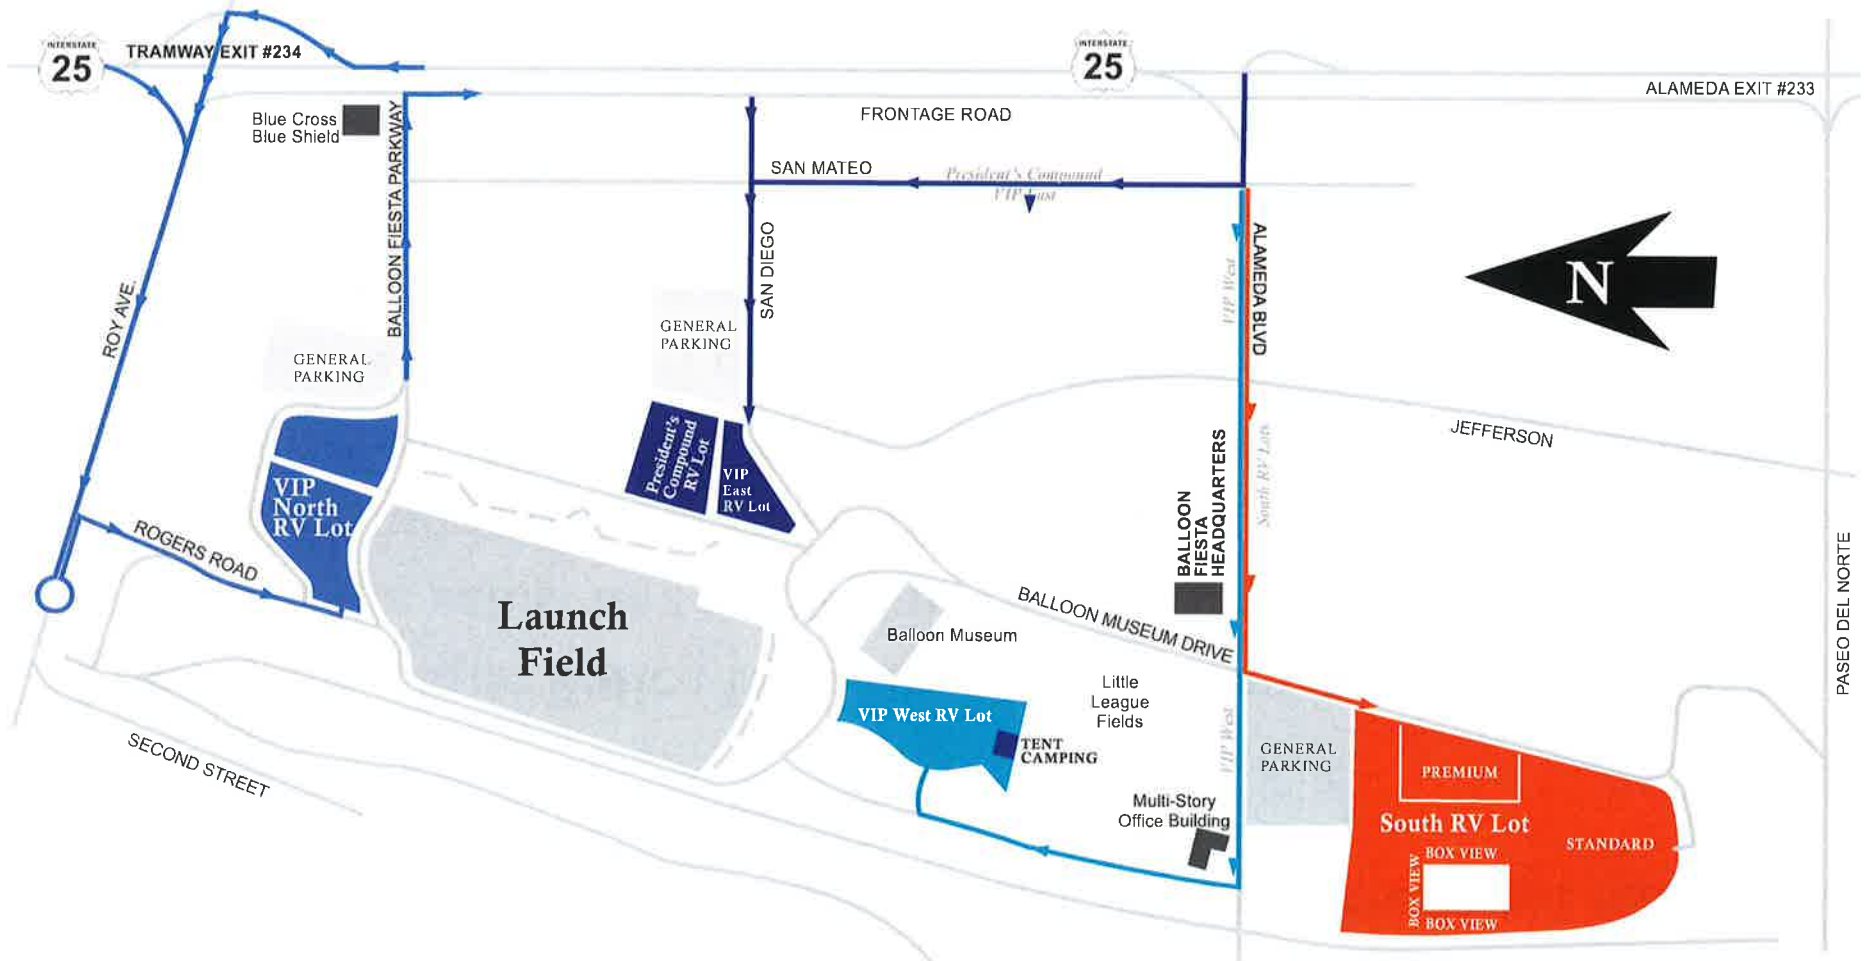 INTERSTATE
25
TRAMWAY EXIT #234
INTERSTATE
25
ALAMEDA EXIT #233
Blue Cross
Blue Shield
BALLOON FIESTA PARKWAY
FRONTAGE ROAD
SAN MATEO
President's Compound
VIP East
ROY AVE.
SAN DIEGO
VIP West
ALAMEDA BLVD
N
GENERAL
PARKING
GENERAL
PARKING
JEFFERSON
President's
Compound
RV Lot
VIP
East
RV Lot
South RV Lots
BALLOON
FIESTA
HEADQUARTERS
VIP
North
RV Lot
ROGERS ROAD
PASEO DEL NORTE
Launch
Field
BALLOON MUSEUM DRIVE
Balloon Museum
Little
League
Fields
VIP West RV Lot
TENT
CAMPING
VIP West
GENERAL
PARKING
SECOND STREET
Multi-Story
Office Building
PREMIUM
South RV Lot
STANDARD
BOX VIEW
BOX VIEW
BOX VIEW